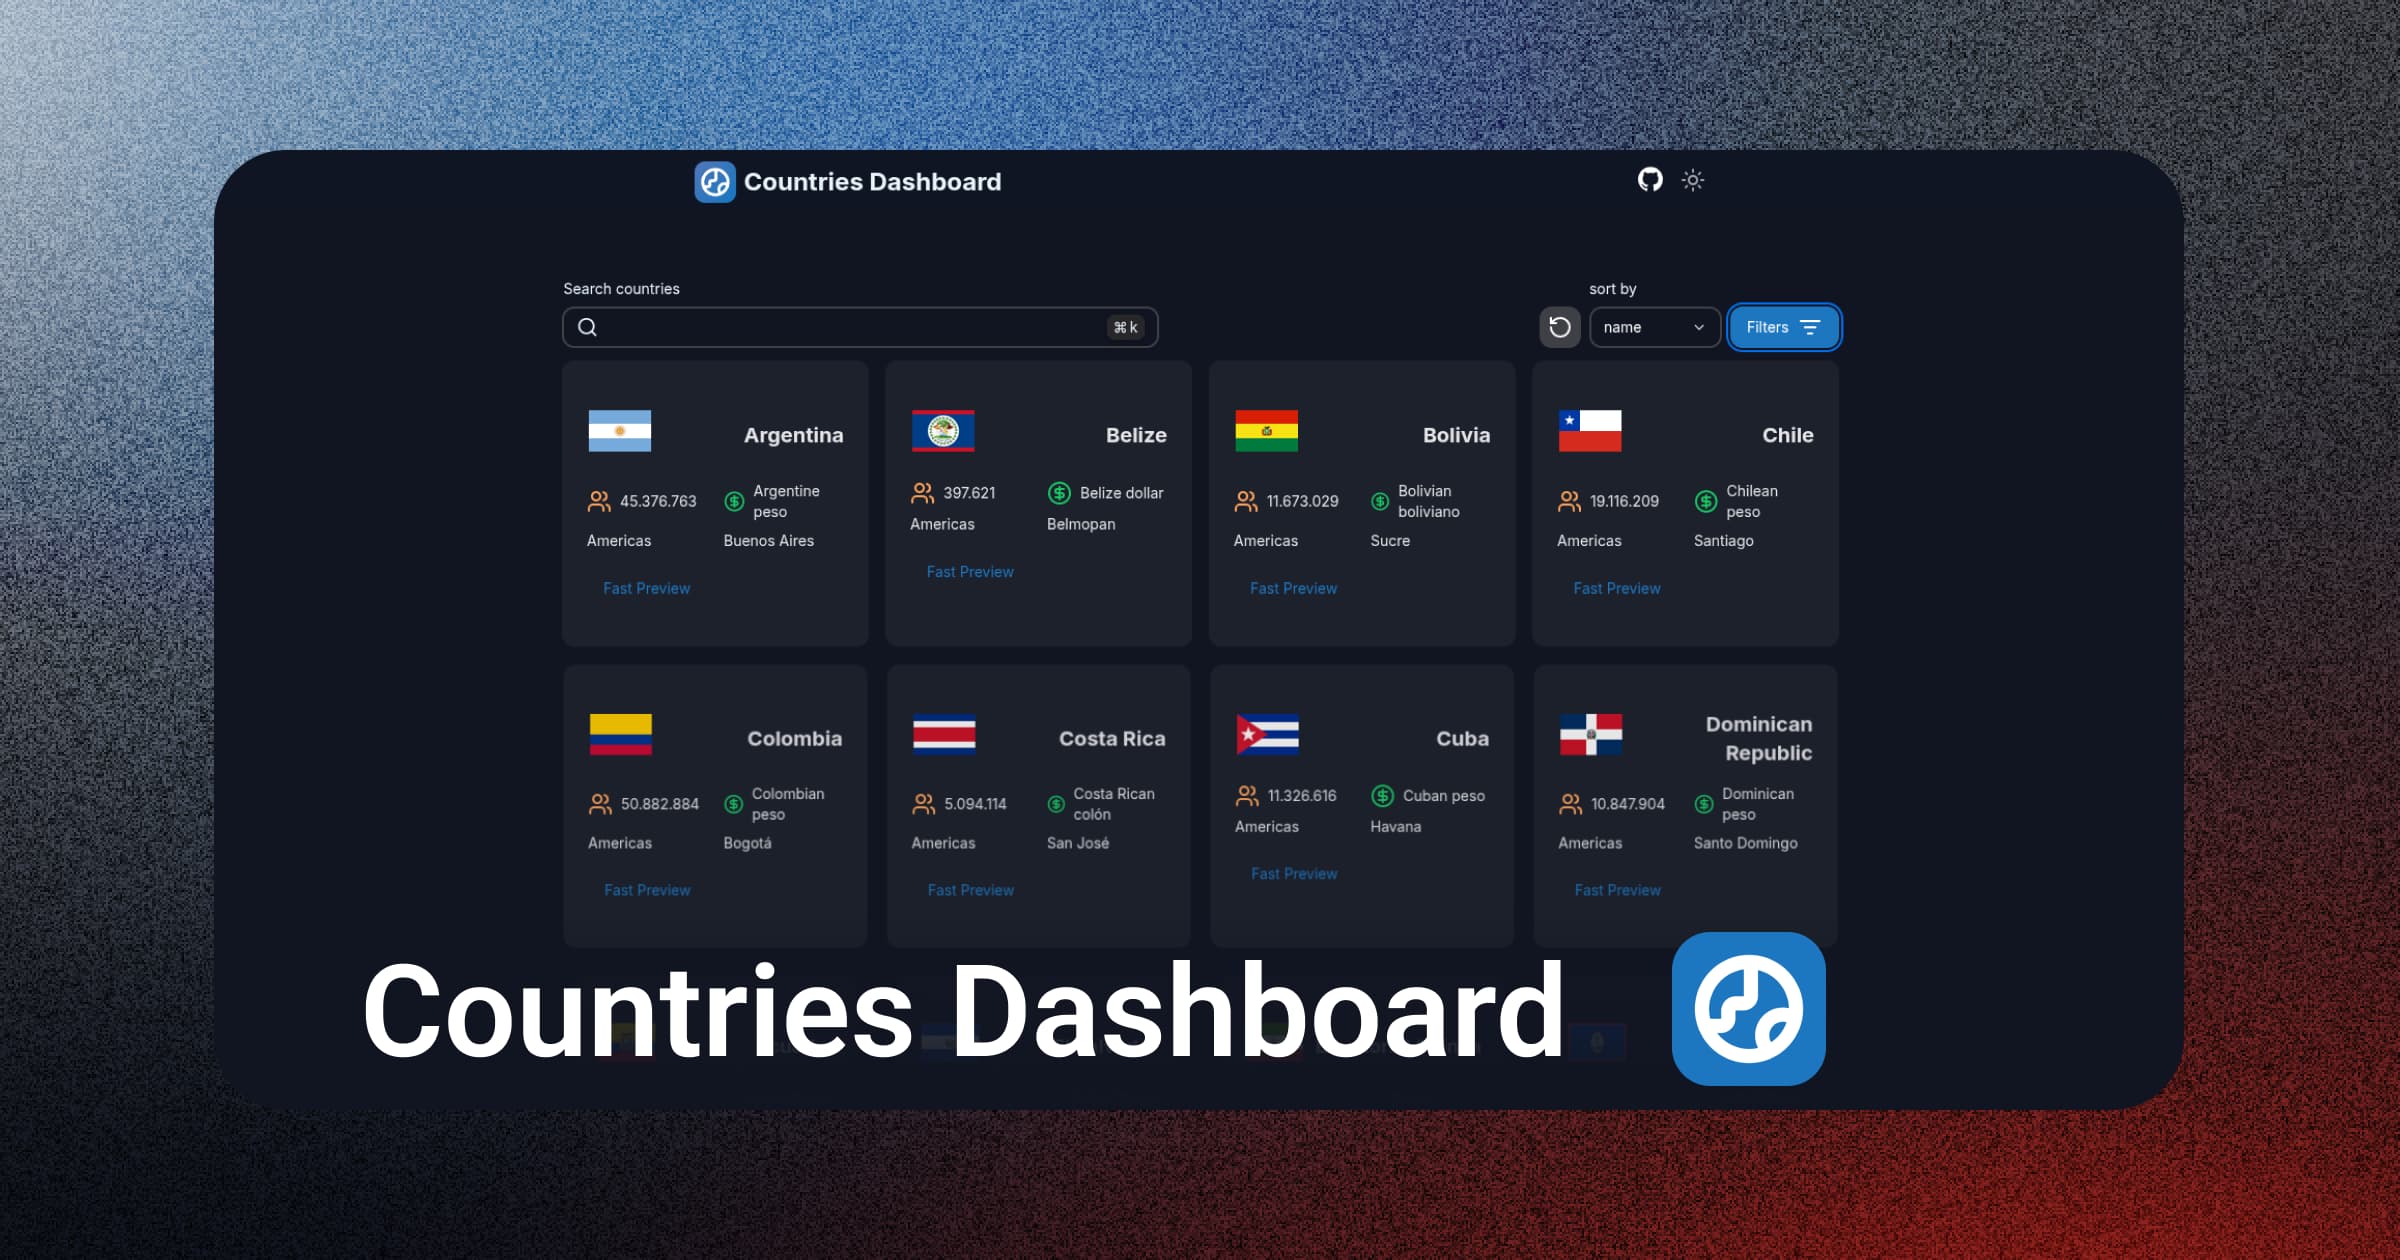 Countries Dashboard
Search countries
sort by
⌘ k
name
Filters
Argentina
45.376.763
Argentine
peso
Americas
Buenos Aires
Fast Preview
Belize
397.621
Belize dollar
Americas
Belmopan
Fast Preview
Bolivia
11.673.029
Bolivian
boliviano
Americas
Sucre
Fast Preview
Chile
19.116.209
Chilean
peso
Americas
Santiago
Fast Preview
Colombia
50.882.884
Colombian
peso
Americas
Bogotá
Fast Preview
Costa Rica
5.094.114
Costa Rican
colón
Americas
San José
Fast Preview
Cuba
11.326.616
Cuban peso
Americas
Havana
Fast Preview
Dominican
Republic
10.847.904
Dominican
peso
Americas
Santo Domingo
Fast Preview
Countries Dashboard